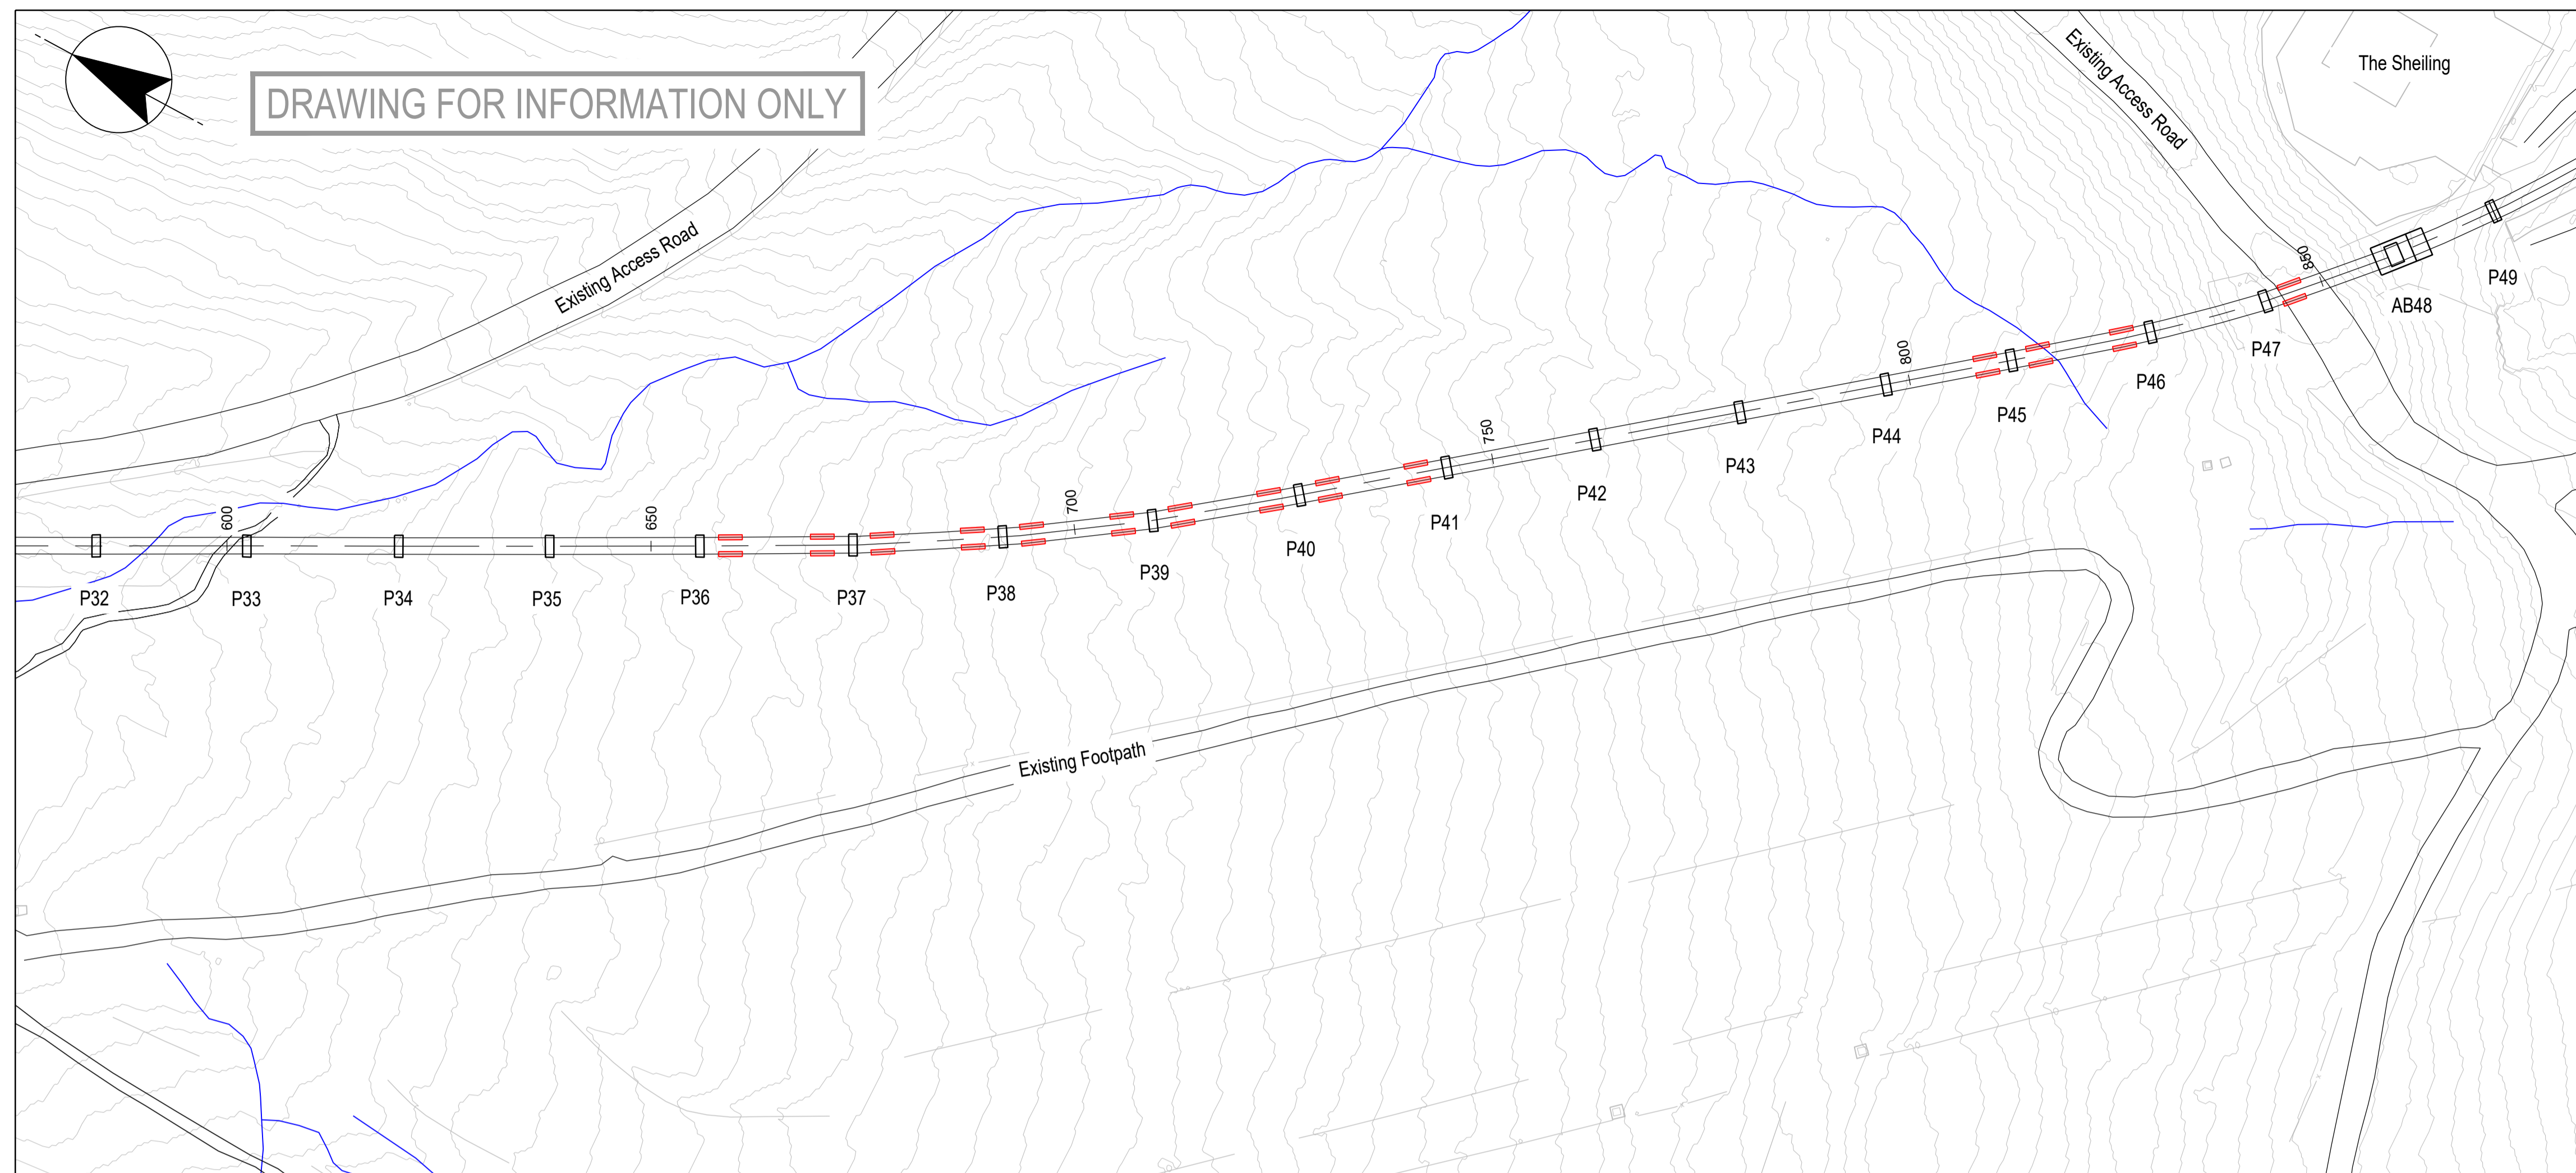 DRAWING FOR INFORMATION ONLY
Existing Access Road
The Sheiling
Existing Access Road
850
P49
AB48
P47
P46
800
P45
P44
750
P43
P42
700
P41
P40
P39
650
600
P38
P37
P36
P35
P34
P33
P32
Existing Footpath